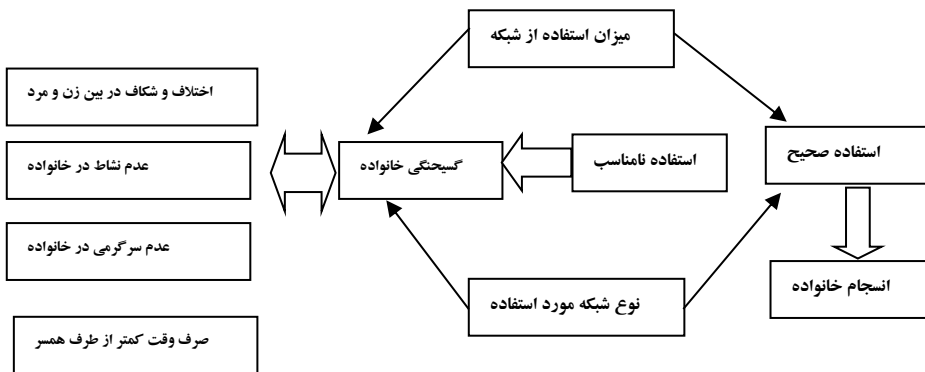 میزان استفاده از شبکه
اختلاف و شکاف در بین زن و مرد
استفاده صحیح
استفاده نامناسب
گسیحنگی خانواده
عدم نشاط در خانواده
عدم سرگرمی در خانواده
انسجام خانواده
نوع شبکه مورد استفاده
صرف وقت کمتر از طرف همسر